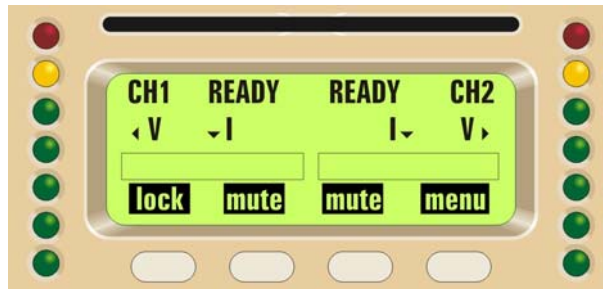 CH1 READY READY CH2
V I I V
lock mute mute menu